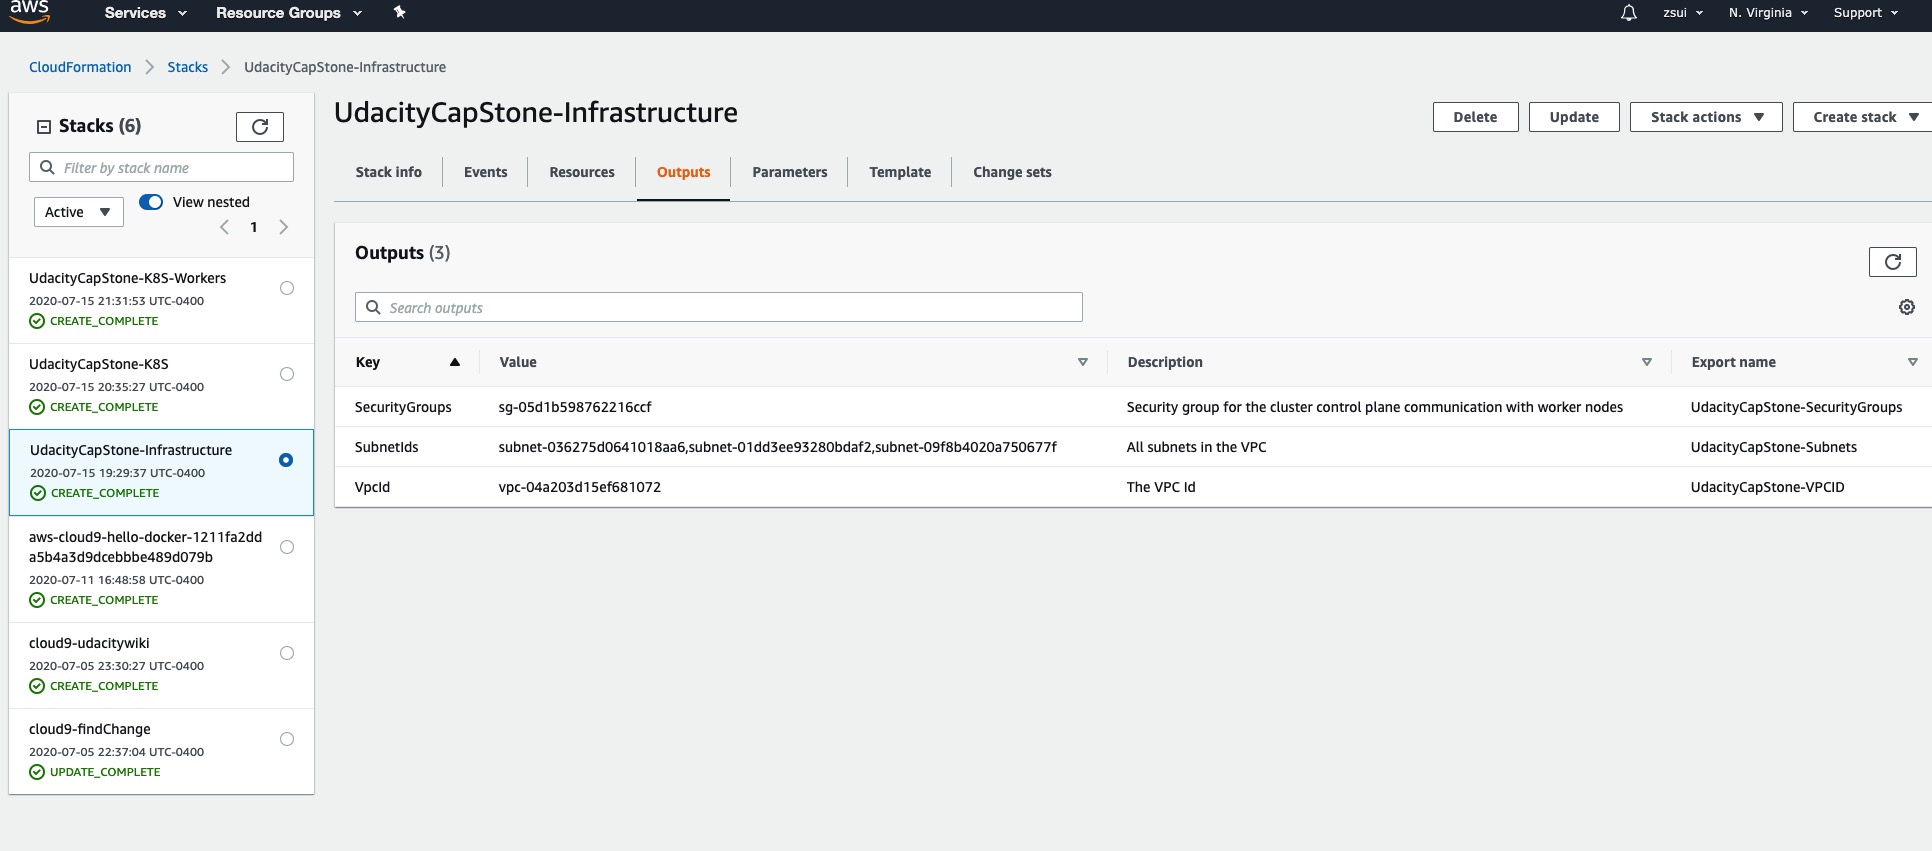 aws
Services
Resource Groups
zsui
N. Virginia
Support
CloudFormation
Stacks
UdacityCapStone-Infrastructure
Stacks (6)
Filter by stack name
Active
View nested
1
UdacityCapStone-K8S-Workers
2020-07-15 21:31:53 UTC-0400
CREATE_COMPLETE
UdacityCapStone-K8S
2020-07-15 20:35:27 UTC-0400
CREATE_COMPLETE
UdacityCapStone-Infrastructure
2020-07-15 19:29:37 UTC-0400
CREATE_COMPLETE
aws-cloud9-hello-docker-1211fa2dd
a5b4a3d9dcebbbe489d079b
2020-07-11 16:48:58 UTC-0400
CREATE_COMPLETE
cloud9-udacitywiki
2020-07-05 23:30:27 UTC-0400
CREATE_COMPLETE
cloud9-findChange
2020-07-05 22:37:04 UTC-0400
UPDATE_COMPLETE
UdacityCapStone-Infrastructure
Delete
Update
Stack actions
Create stack
Stack info
Events
Resources
Outputs
Parameters
Template
Change sets
Outputs (3)
Search outputs
Key Value Description Export name
SecurityGroups sg-05d1b598762216ccf Security group for the cluster control plane communication with worker nodes UdacityCapStone-SecurityGroups
SubnetIds subnet-036275d0641018aa6,subnet-01dd3ee93280bdaf2,subnet-09f8b4020a750677f All subnets in the VPC UdacityCapStone-Subnets
VpcId vpc-04a203d15ef681072 The VPC Id UdacityCapStone-VPCID